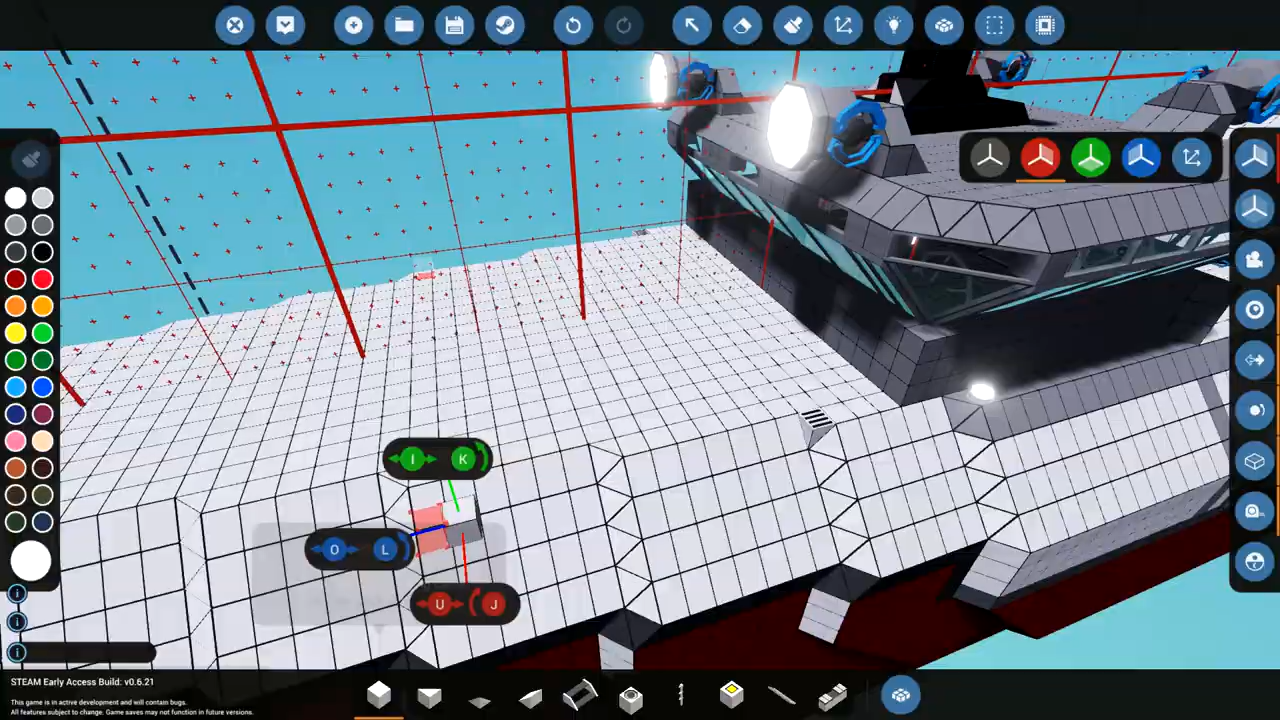 I K
O L
U J
i
i
i
STEAM Early Access Build: v0.6.21
This game is in active development and will contain bugs.
All features subject to change. Game saves may not function in future versions.